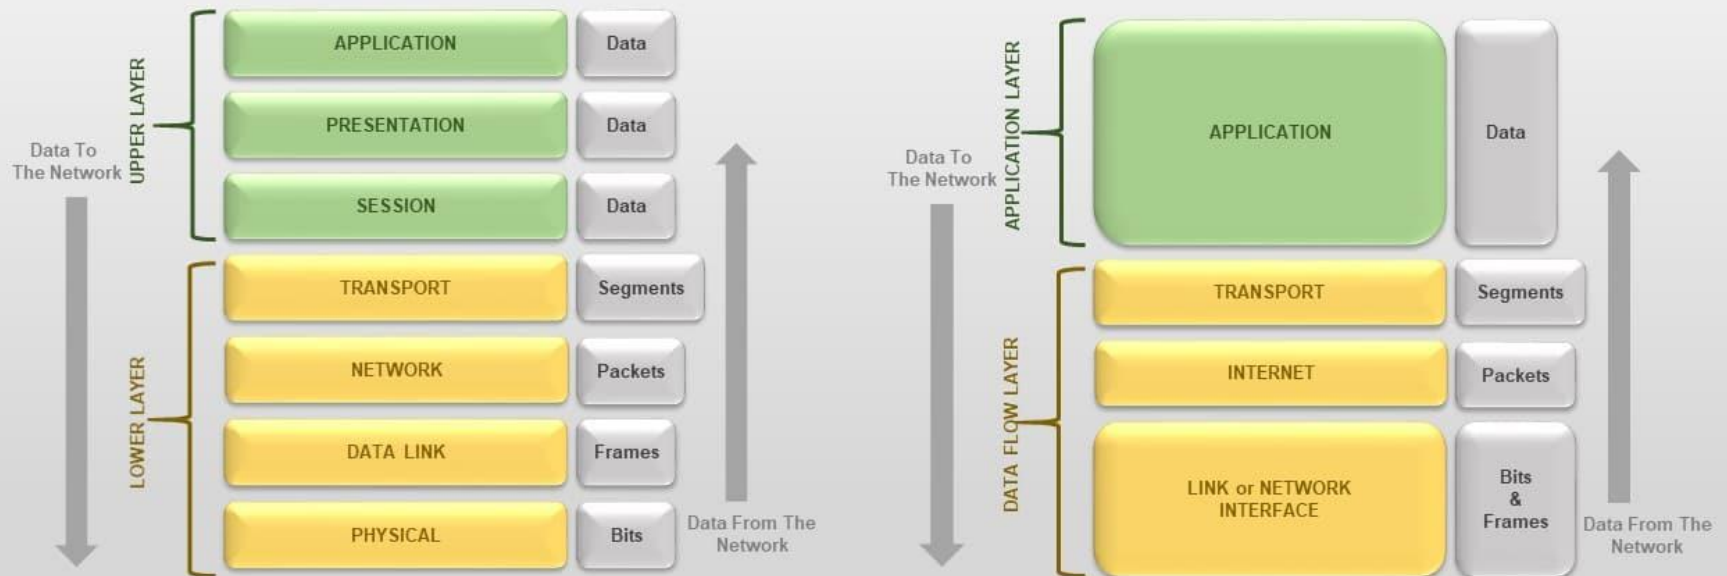 Data To
The Network
UPPER LAYER
APPLICATION
Data
PRESENTATION
Data
SESSION
Data
LOWER LAYER
TRANSPORT
Segments
NETWORK
Packets
DATA LINK
Frames
PHYSICAL
Bits
Data From The
Network
Data To
The Network
APPLICATION LAYER
APPLICATION
Data
DATA FLOW LAYER
TRANSPORT
Segments
INTERNET
Packets
LINK or NETWORK
INTERFACE
Bits
&
Frames
Data From The
Network